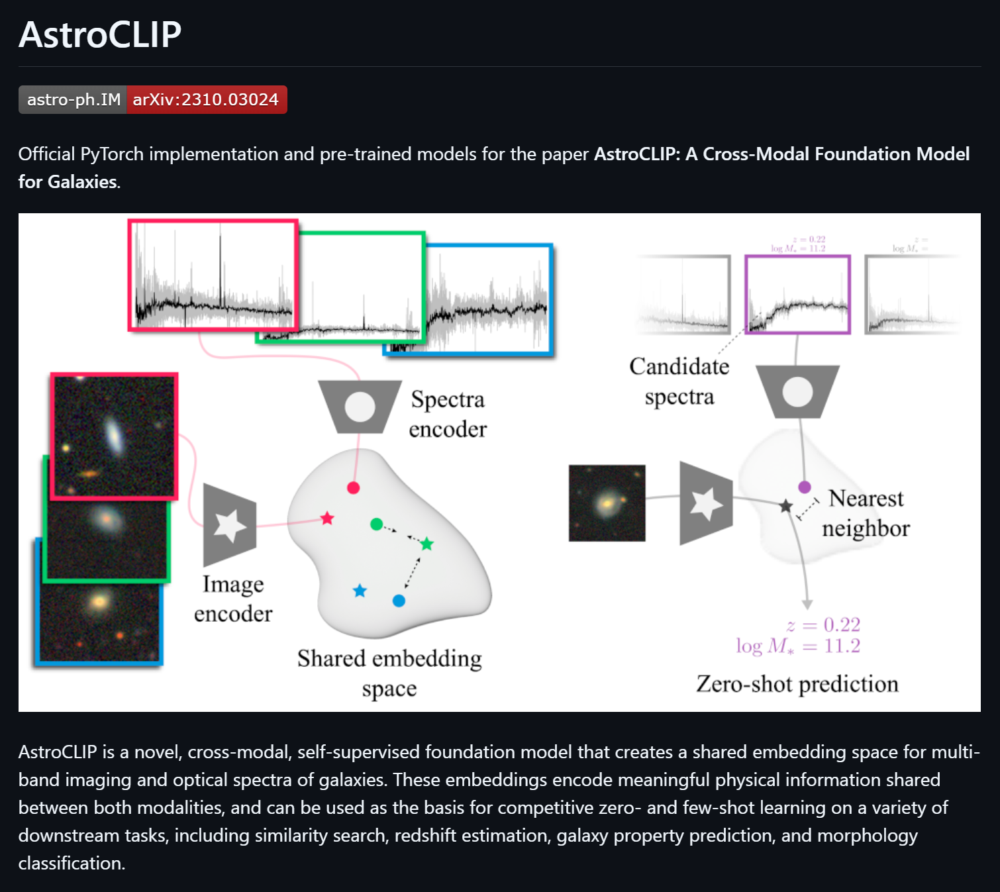 AstroCLIP
astro-ph.IM arXiv:2310.03024
Official PyTorch implementation and pre-trained models for the paper AstroCLIP: A Cross-Modal Foundation Model
for Galaxies.
z = 0.22
log M* = 11.2
z =
log M* =
Candidate
spectra
Spectra
encoder
Nearest
neighbor
Image
encoder
z = 0.22
log M* = 11.2
Shared embedding
space
Zero-shot prediction
AstroCLIP is a novel, cross-modal, self-supervised foundation model that creates a shared embedding space for multi-
band imaging and optical spectra of galaxies. These embeddings encode meaningful physical information shared
between both modalities, and can be used as the basis for competitive zero- and few-shot learning on a variety of
downstream tasks, including similarity search, redshift estimation, galaxy property prediction, and morphology
classification.